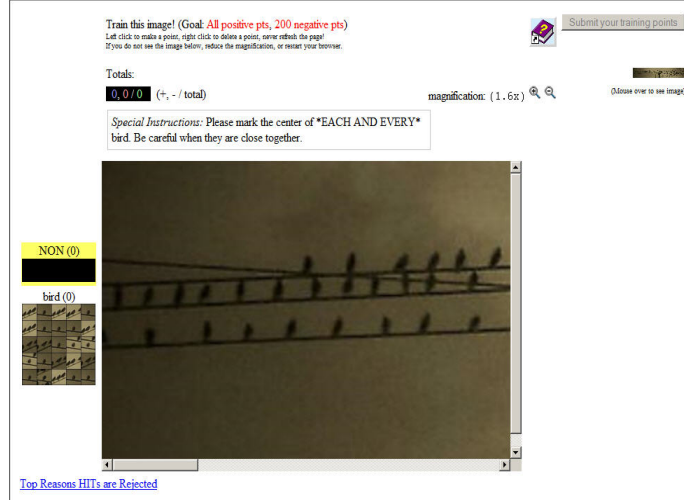 Train this image! (Goal: All positive pts, 200 negative pts)
Left click to make a point, right click to delete a point, never refresh the page!
If you do not see the image below, reduce the magnification, or restart your browser.
Submit your training points
Totals:
0, 0 / 0 (+, - / total)
magnification: (1.6x)
(Mouse over to see image)
Special Instructions: Please mark the center of *EACH AND EVERY*
bird. Be careful when they are close together.
NON (0)
bird (0)
Top Reasons HITs are Rejected